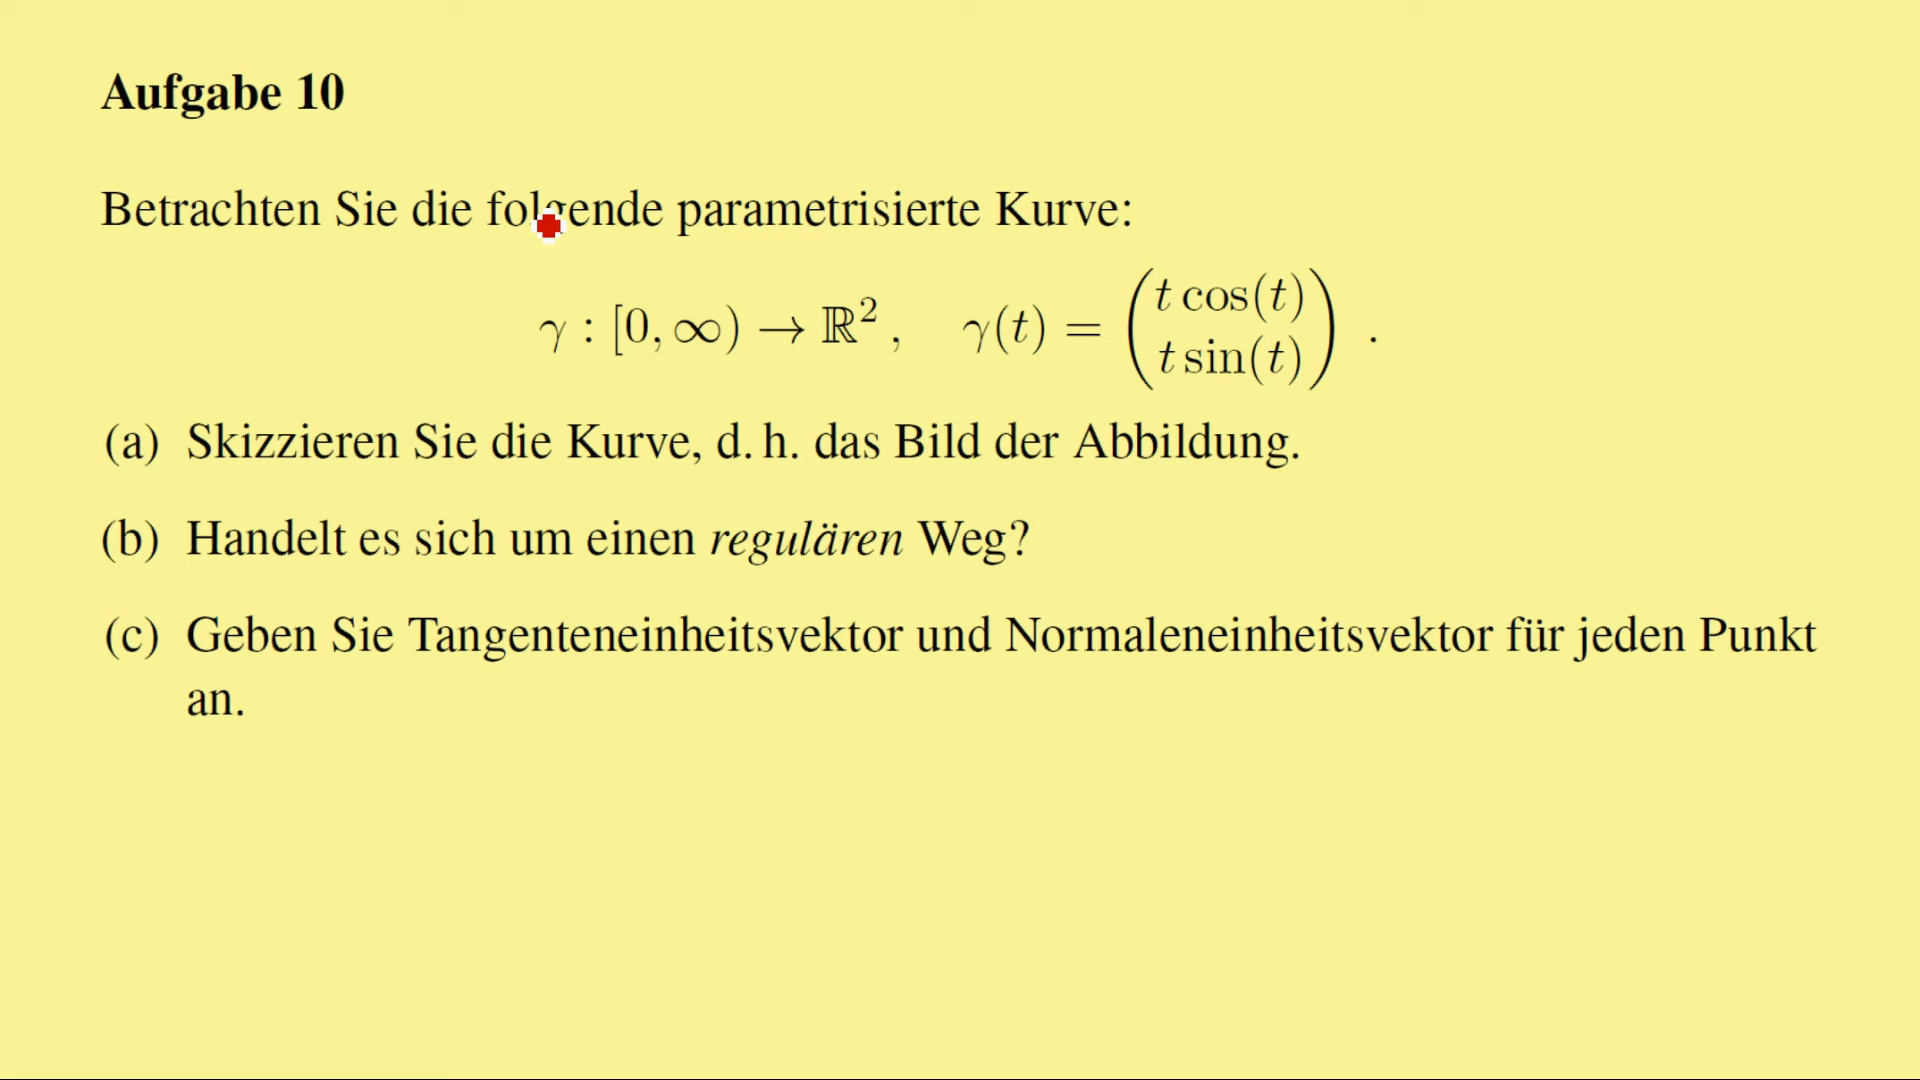 Aufgabe 10
Betrachten Sie die folgende parametrisierte Kurve:
γ : [0, ∞) → ℝ² ,  γ(t) = (t cos(t) t sin(t)) .
(a) Skizzieren Sie die Kurve, d. h. das Bild der Abbildung.
(b) Handelt es sich um einen regulären Weg?
(c) Geben Sie Tangenteneinheitsvektor und Normaleneinheitsvektor für jeden Punkt
an.